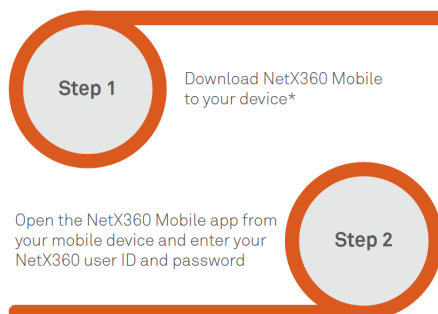 Step 1
Download NetX360 Mobile
to your device*
Open the NetX360 Mobile app from
your mobile device and enter your
NetX360 user ID and password
Step 2